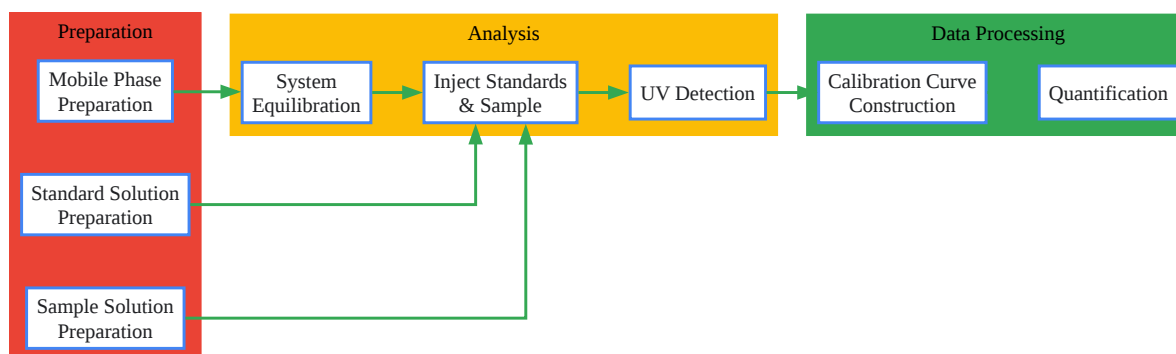 Preparation
Mobile Phase
Preparation
Standard Solution
Preparation
Sample Solution
Preparation
Analysis
System
Equilibration
Inject Standards
& Sample
UV Detection
Data Processing
Calibration Curve
Construction
Quantification